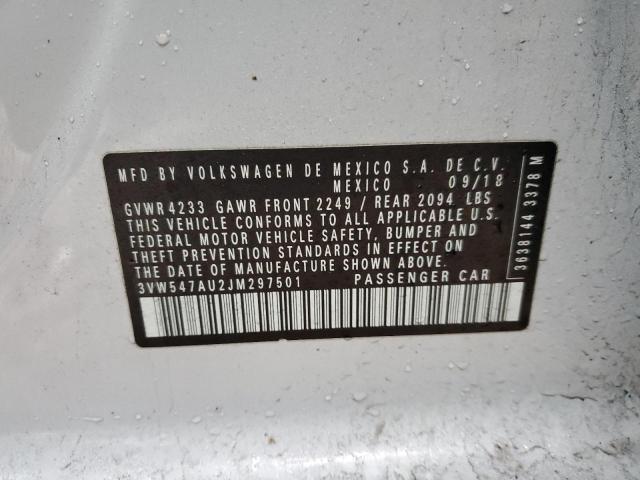 MFD BY VOLKSWAGEN DE MEXICO S.A. DE C.V.
MEXICO 09/18
GVWR 4233 GAWR FRONT 2249 / REAR 2094 LBS
THIS VEHICLE CONFORMS TO ALL APPLICABLE U.S.
FEDERAL MOTOR VEHICLE SAFETY, BUMPER AND
THEFT PREVENTION STANDARDS IN EFFECT ON
THE DATE OF MANUFACTURE SHOWN ABOVE.
3VW547AU2JM297501 PASSENGER CAR
3638144 3378 M